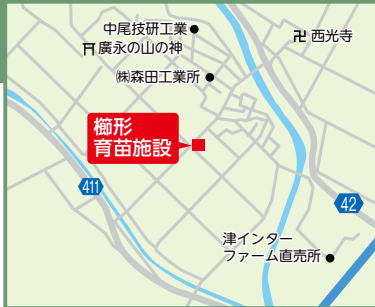 中尾技研工業
廣永の山の神
西光寺
㈱森田工業所
櫛形
育苗施設
411
42
津インター
ファーム直売所